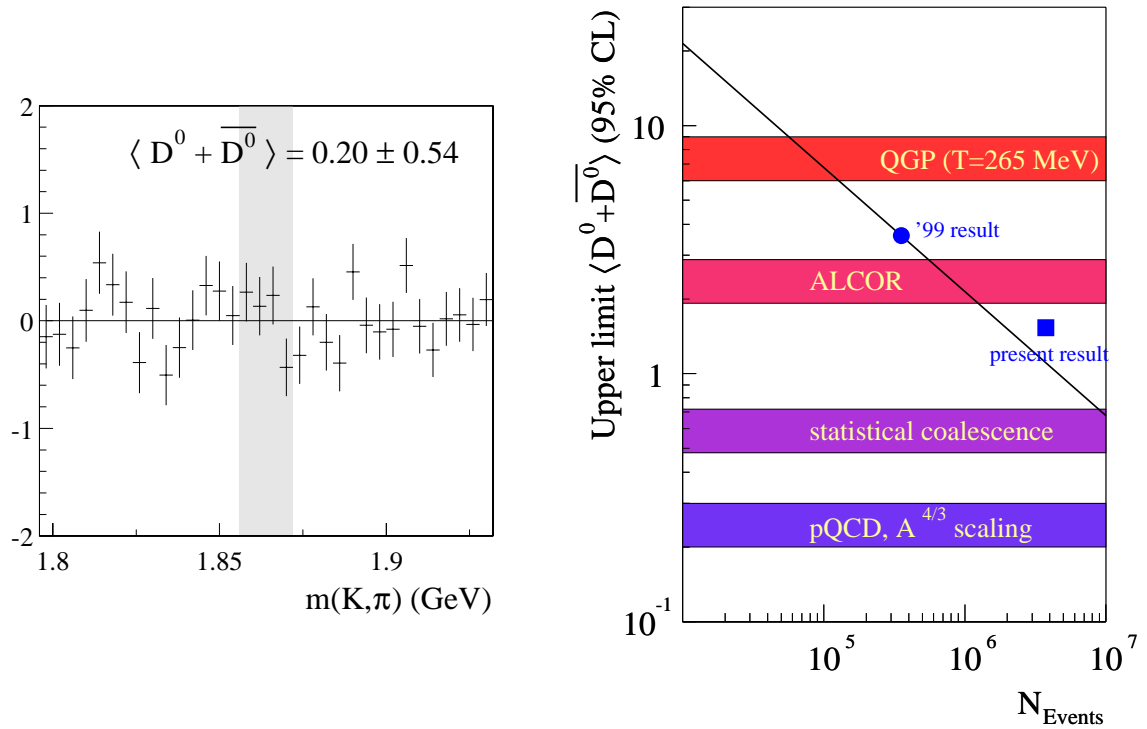 ⟨ D⁰ + D̅⁰ ⟩ = 0.20 ± 0.54
2
1
0
-1
-2
1.8 1.85 1.9
m(K,π) (GeV)
Upper limit ⟨D⁰+D̅⁰⟩ (95% CL)
10
1
10⁻¹
QGP (T=265 MeV)
'99 result
ALCOR
present result
statistical coalescence
pQCD, A⁴ᐟ³ scaling
10⁵ 10⁶ 10⁷
N_Events